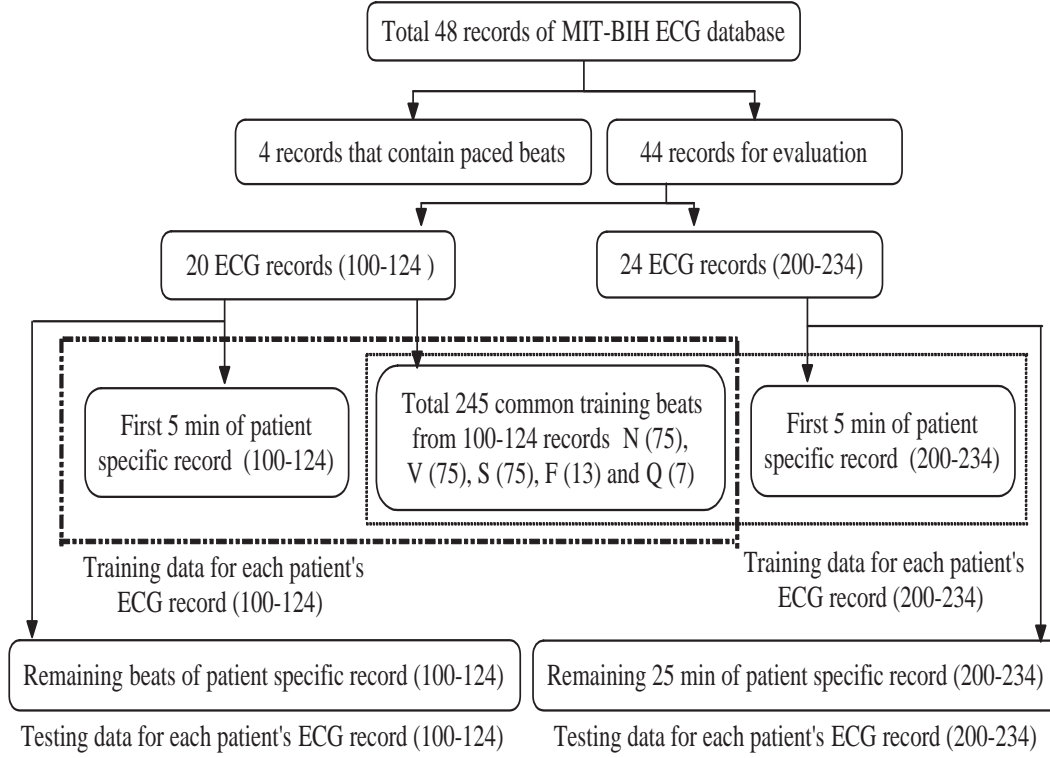 Total 48 records of MIT-BIH ECG database
4 records that contain paced beats
44 records for evaluation
20 ECG records (100-124 )
24 ECG records (200-234)
First 5 min of patient
specific record (100-124)
Total 245 common training beats
from 100-124 records N (75),
V (75), S (75), F (13) and Q (7)
First 5 min of patient
specific record (200-234)
Training data for each patient's
ECG record (100-124)
Training data for each patient's
ECG record (200-234)
Remaining beats of patient specific record (100-124)
Remaining 25 min of patient specific record (200-234)
Testing data for each patient's ECG record (100-124)
Testing data for each patient's ECG record (200-234)